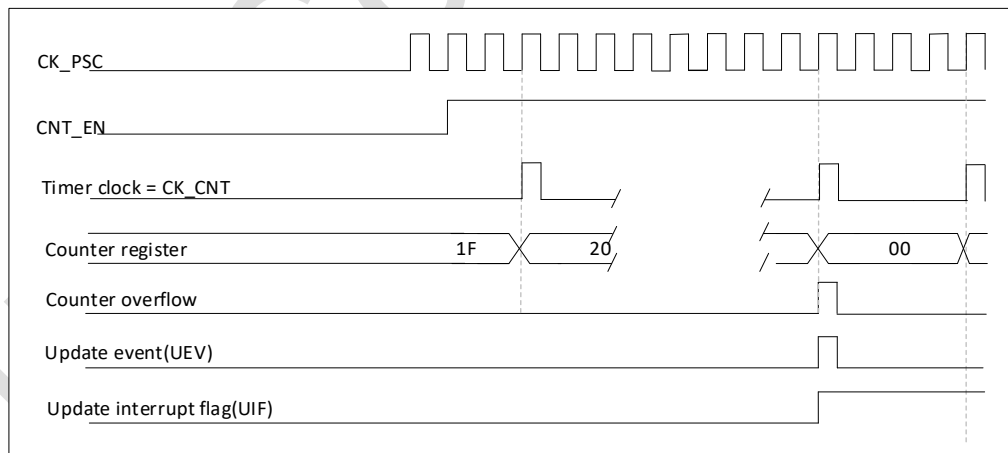 CK_PSC
CNT_EN
Timer clock = CK_CNT
Counter register 1F 20 00
Counter overflow
Update event(UEV)
Update interrupt flag(UIF)